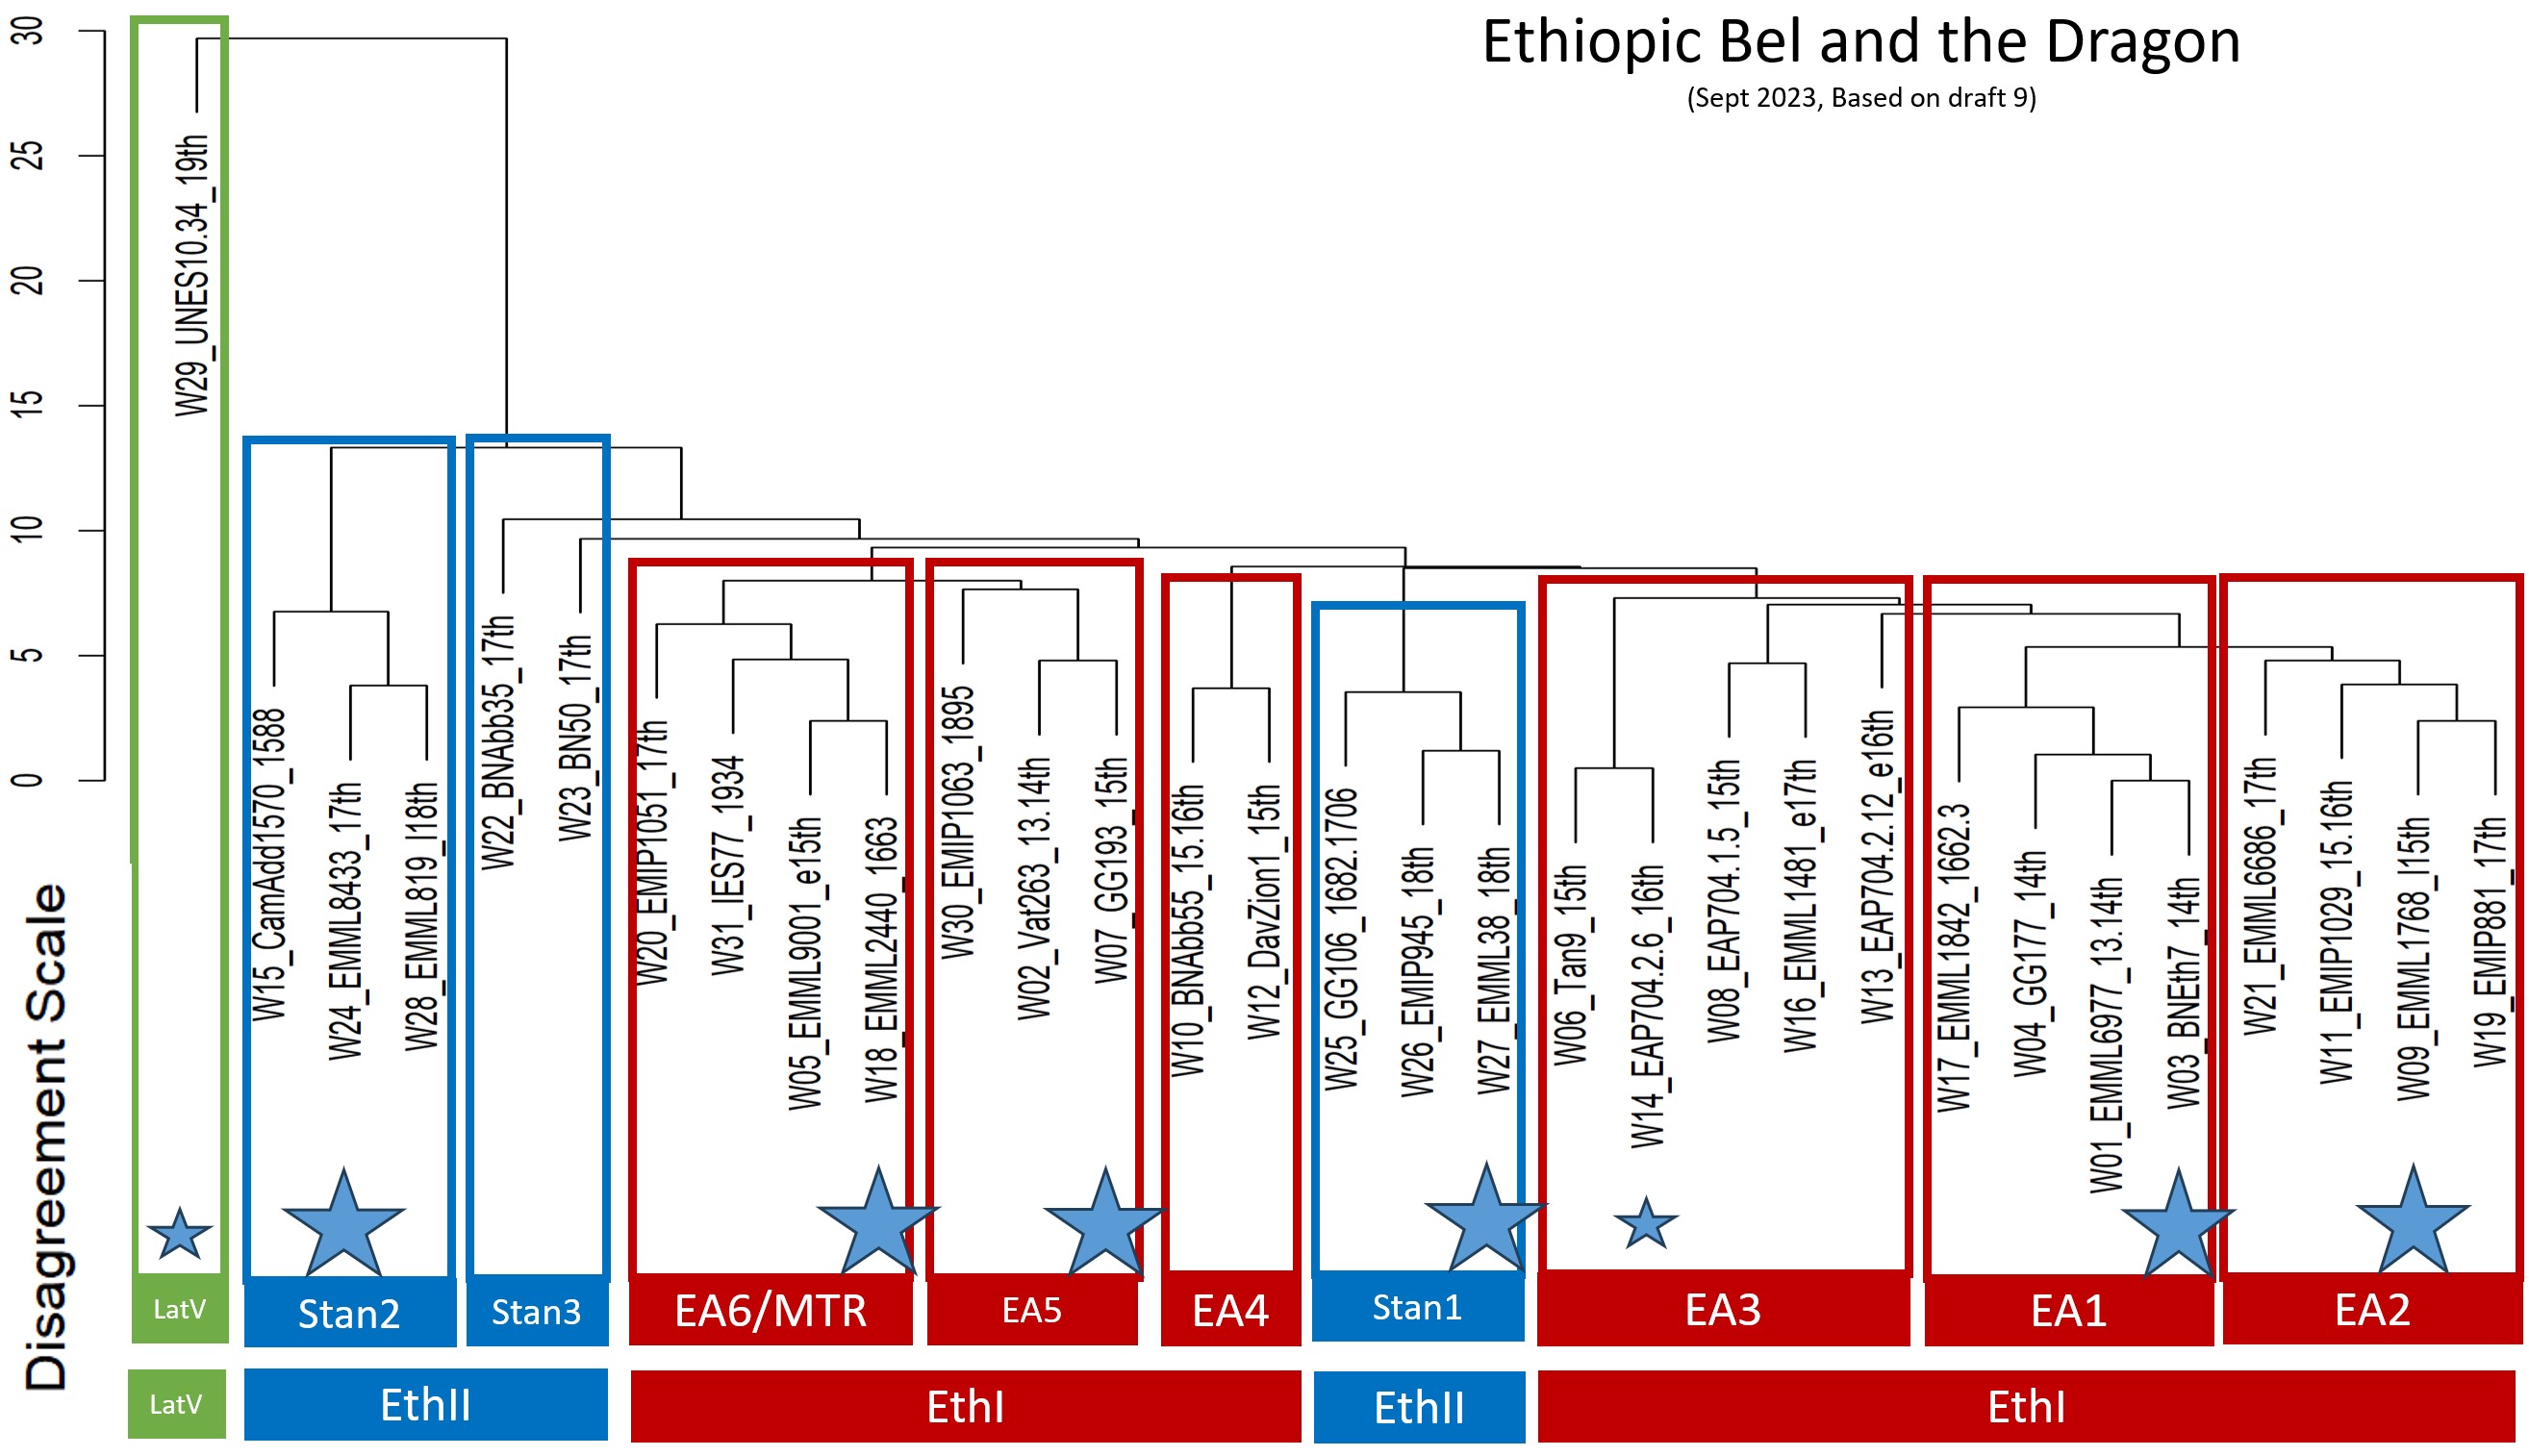 Ethiopic Bel and the Dragon
(Sept 2023, Based on draft 9)
30
25
20
15
10
5
0
Disagreement Scale
W29_UNES10.34_19th
W15_CamAdd1570_1588
W24_EMML8433_17th
W28_EMML819_l18th
W22_BNAbb35_17th
W23_BN50_17th
W20_EMIP1051_17th
W31_IES77_1934
W05_EMML9001_e15th
W18_EMML2440_1663
W30_EMIP1063_1895
W02_Vat263_13.14th
W07_GG193_15th
W10_BNAbb55_15.16th
W12_DavZion1_15th
W25_GG106_1682.1706
W26_EMIP945_18th
W27_EMML38_18th
W06_Tan9_15th
W14_EAP704.2.6_16th
W08_EAP704.1.5_15th
W16_EMML1481_e17th
W13_EAP704.2.12_e16th
W17_EMML1842_1662.3
W04_GG177_14th
W01_EMML6977_13.14th
W03_BNEth7_14th
W21_EMML6686_17th
W11_EMIP1029_15.16th
W09_EMML1768_l15th
W19_EMIP881_17th
LatV
Stan2
Stan3
EA6/MTR
EA5
EA4
Stan1
EA3
EA1
EA2
LatV
EthII
EthI
EthII
EthI